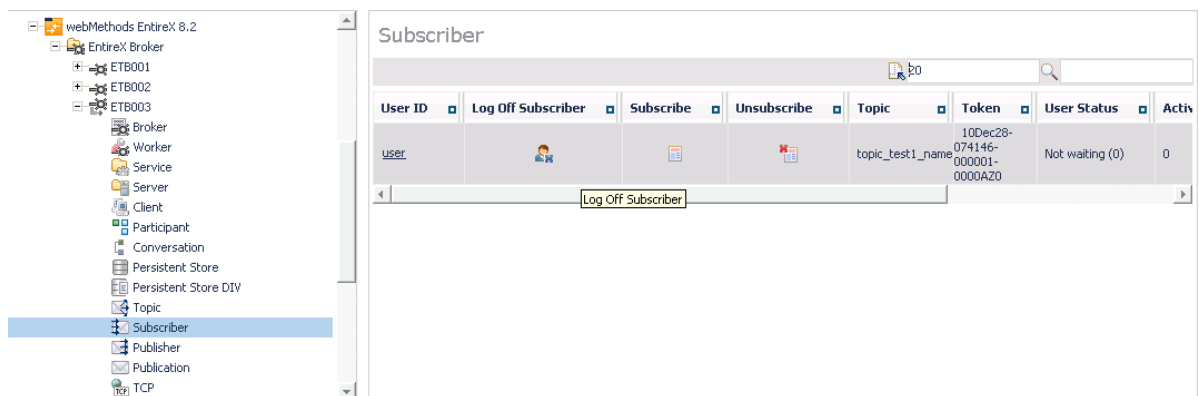 webMethods EntireX 8.2
EntireX Broker
ETB001
ETB002
ETB003
Broker
Worker
Service
Server
Client
Participant
Conversation
Persistent Store
Persistent Store DIV
Topic
Subscriber
Publisher
Publication
TCP
Subscriber
20
User ID Log Off Subscriber Subscribe Unsubscribe Topic Token User Status Activ
user topic_test1_name 10Dec28-
074146-
000001-
0000AZ0 Not waiting (0) 0
Log Off Subscriber